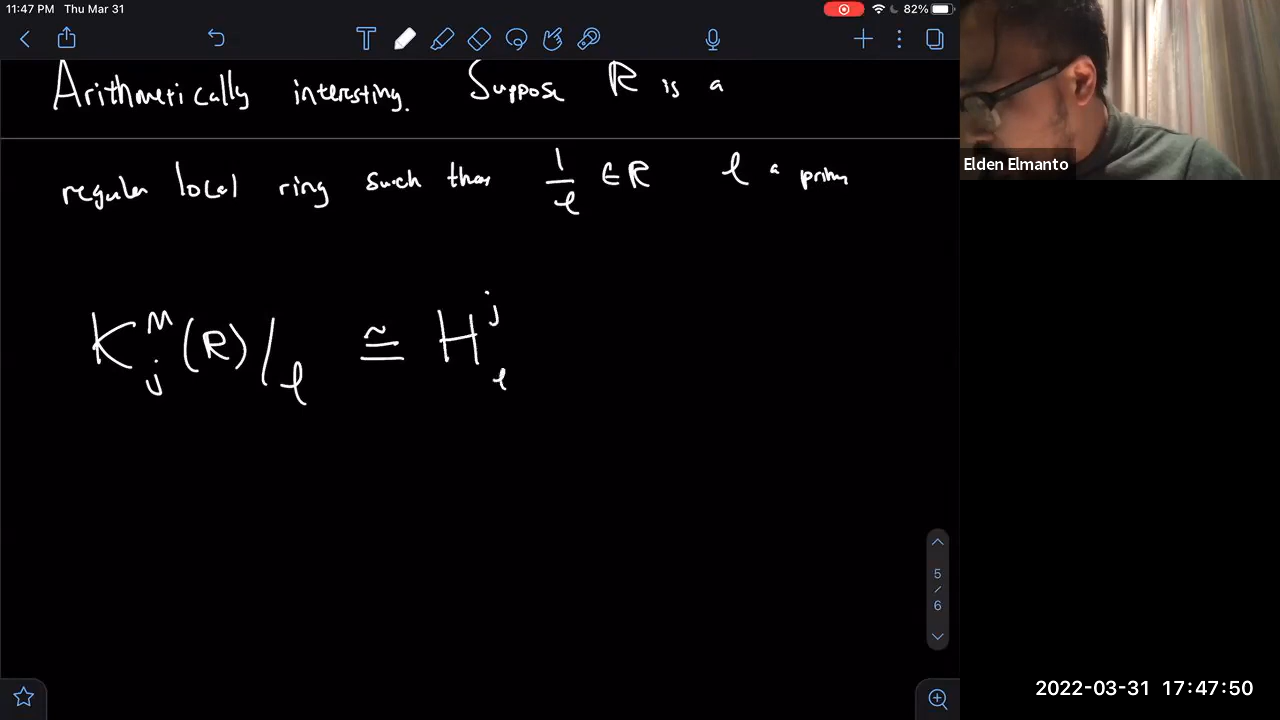 11:47 PM Thu Mar 31
82%
Arithmetically interesting. Suppose R is a
regular local ring such that 1/ℓ ∈ R ℓ a prime
K^M_j(R)/ℓ ≅ H^j_ℓ
5
/
6
Elden Elmanto
2022-03-31 17:47:50